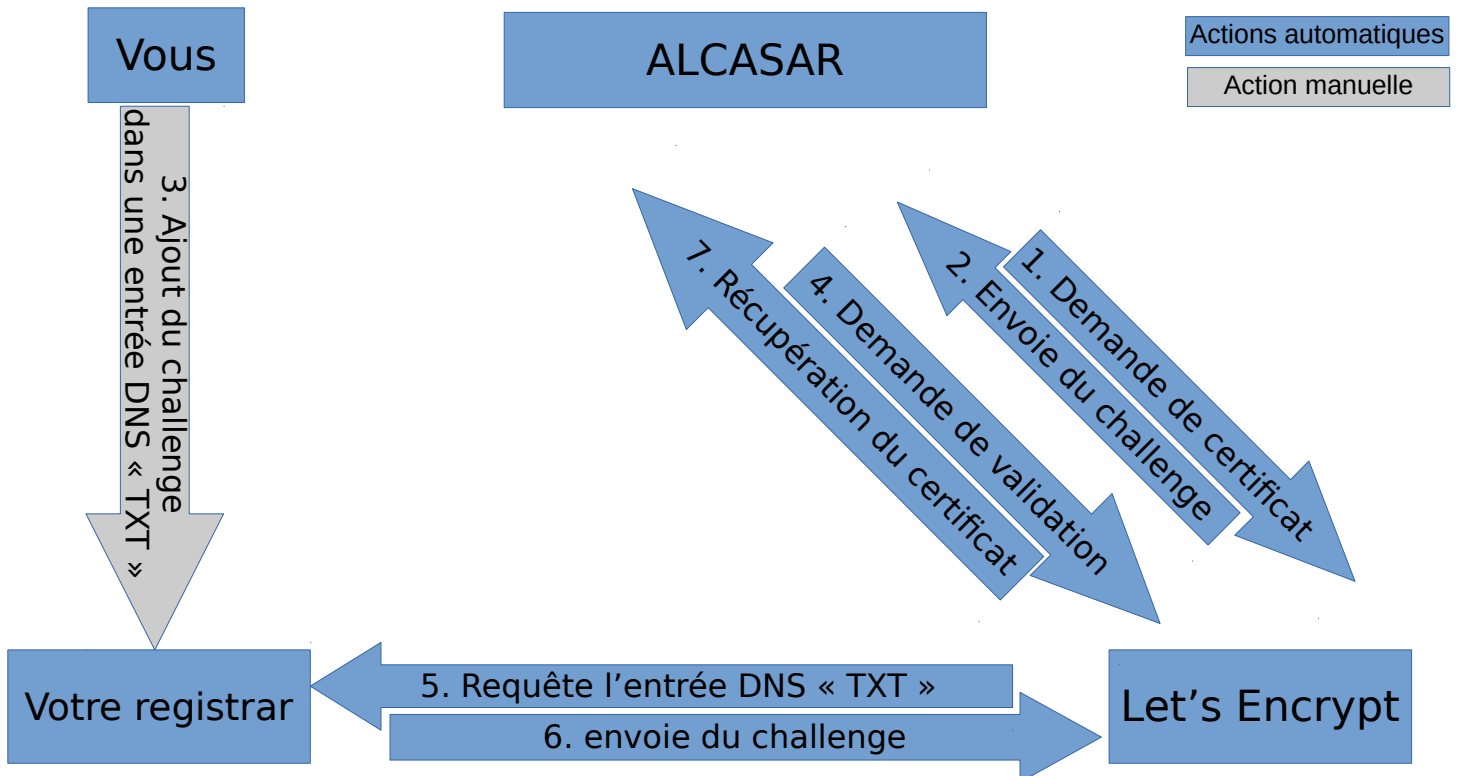 Vous
ALCASAR
Actions automatiques
Action manuelle
3. Ajout du challenge
dans une entrée DNS « TXT »
7. Récupération du certificat
4. Demande de validation
2. Envoie du challenge
1. Demande de certificat
Votre registrar
5. Requête l’entrée DNS « TXT »
6. envoie du challenge
Let’s Encrypt